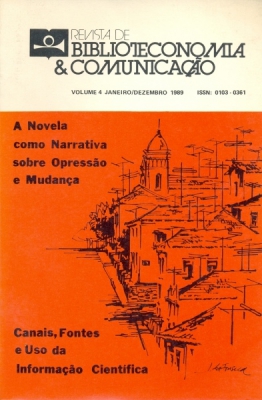 REVISTA DE
BIBLIOTECONOMIA
& COMUNICAÇÃO
VOLUME 4 JANEIRO/DEZEMBRO 1989 ISSN: 0103-0361
A Novela
como Narrativa
sobre Opressão
e Mudança
Canais, Fontes
e Uso da
Informação Científica